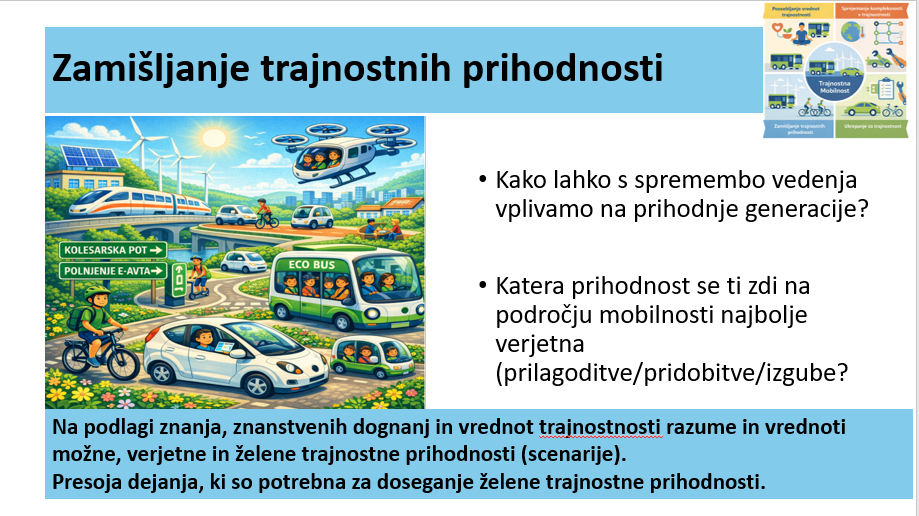 Zamišljanje trajnostnih prihodnosti
Poosebljanje vrednot
trajnostnosti
Sprejemanje kompleksnosti
v trajnostnosti
Trajnostna
Mobilnost
Zamišljanje trajnostnih
prihodnosti
Ukrepanje za trajnostnost
KOLESARSKA POT
POLNJENJE E-AVTA
ECO BUS
• Kako lahko s spremembo vedenja
vplivamo na prihodnje generacije?
• Katera prihodnost se ti zdi na
področju mobilnosti najbolje
verjetna
(prilagoditve/pridobitve/izgube?
Na podlagi znanja, znanstvenih dognanj in vrednot trajnostnosti razume in vrednoti
možne, verjetne in želene trajnostne prihodnosti (scenarije).
Presoja dejanja, ki so potrebna za doseganje želene trajnostne prihodnosti.